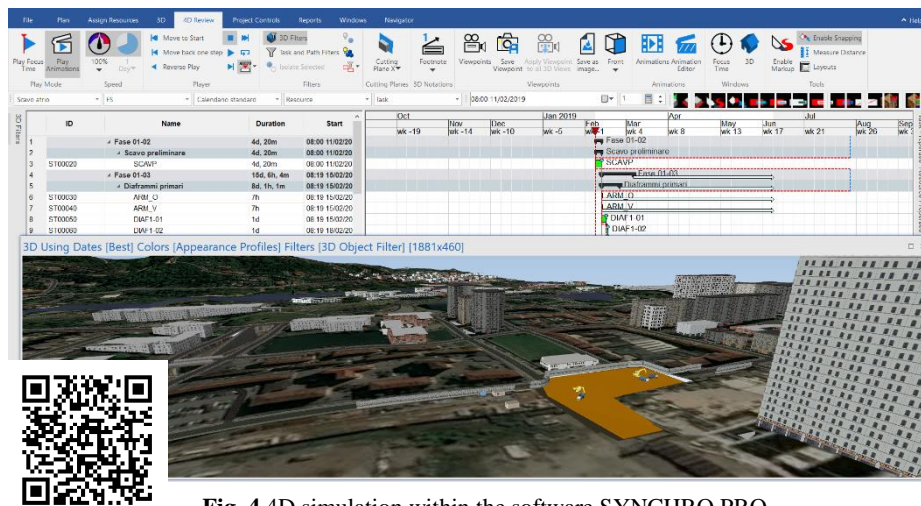 File Plan Assign Resources 3D 4D Review Project Controls Reports Windows Navigator Help
Play Focus Time Play Animations 100% 1 Day Move to Start Move back one step Reverse Play 3D Filters Task and Path Filters Isolate Selected Cutting Plane X Footnote Viewpoints Save Viewpoint Apply Viewpoint to all 3D Views Save as image... Front Animations Animation Editor Focus Time 3D Enable Markup Enable Snapping Measure Distance Layouts
Play Mode Speed Player Filters Cutting Planes 3D Notations Viewpoints Animations Windows Tools
Scavo atrio FS Calendario standard Resource Task 08:00 11/02/2019 1
3D Filters
ID Name Duration Start
Oct Jan 2019 Apr Jul
Nov Dec Feb Mar May Jun Aug Sep
wk -19 wk -14 wk -10 wk -5 wk 4 wk 8 wk 13 wk 17 wk 21 wk 26
1 Fase 01-02 4d, 20m 08:00 11/02/20 Fase 01-02
2 Scavo preliminare 4d, 20m 08:00 11/02/20 Scavo preliminare
3 ST00020 SCAVP 4d, 20m 08:00 11/02/20 SCAVP
4 Fase 01-03 15d, 6h, 4m 08:19 15/02/20 Fase 01-03
5 Diaframmi primari 8d, 1h, 1m 08:19 15/02/20 Diaframmi primari
6 ST00030 ARM_O 7h 08:19 15/02/20 ARM_O
7 ST00040 ARM_V 7h 08:19 15/02/20 ARM_V
8 ST00050 DIAF1-01 1d 08:19 15/02/20 DIAF1-01
9 ST00060 DIAF1-02 1d 08:19 18/02/20 DIAF1-02
3D Using Dates [Best] Colors [Appearance Profiles] Filters [3D Object Filter] [1881x460]
Fig. 4 4D simulation within the software SYNCHRO PRO